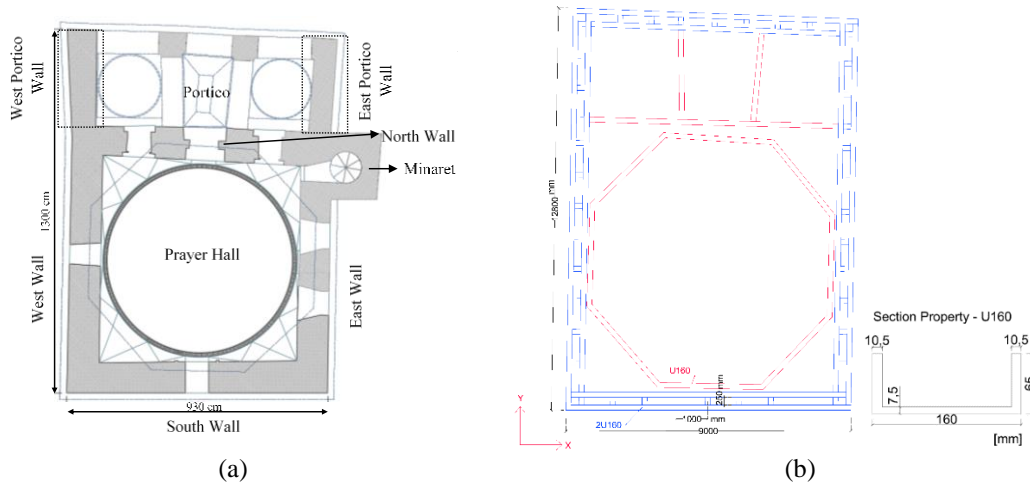 West Portico
Wall
Portico
East Portico
Wall
North Wall
Minaret
1300 cm
West Wall
Prayer Hall
East Wall
930 cm
South Wall
(a)
12800 mm
U160
250 mm
1000 mm
2U160
9000
Y
X
Section Property - U160
10,5
10,5
7,5
65
160
[mm]
(b)